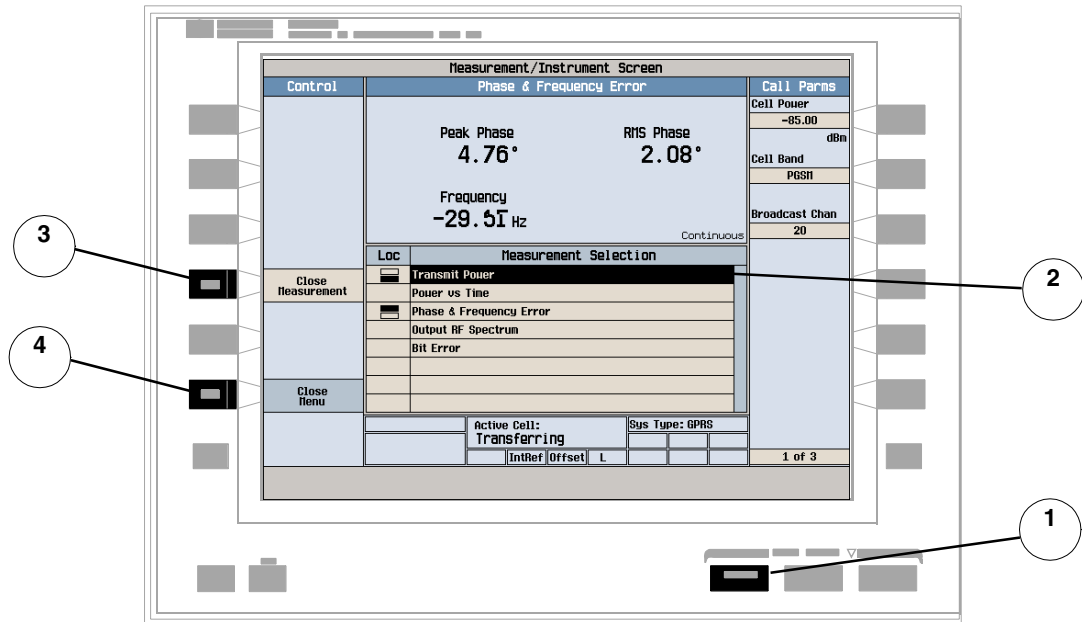 Measurement/Instrument Screen
Control
Phase & Frequency Error
Call Parms
Peak Phase
4.76°
RMS Phase
2.08°
Frequency
Hz
Continuous
Cell Power
-85.00
dBm
Cell Band
PGSM
Broadcast Chan
20
Loc
Measurement Selection
Transmit Power
Power vs Time
Phase & Frequency Error
Output RF Spectrum
Bit Error
Close
Measurement
Close
Menu
Active Cell:
Transferring
Sys Type: GPRS
IntRef
Offset
L
1 of 3
3
4
2
1